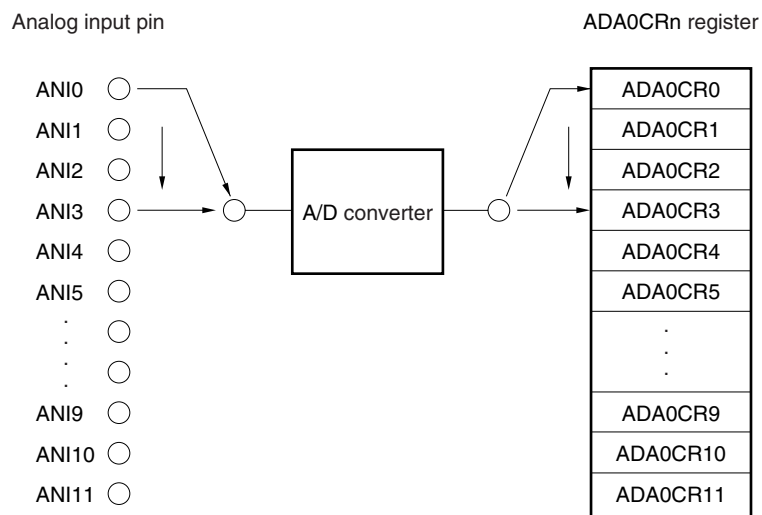 Analog input pin
ADA0CRn register
ANI0
ANI1
ANI2
ANI3
ANI4
ANI5
.
.
.
.
ANI9
ANI10
ANI11
A/D converter
ADA0CR0
ADA0CR1
ADA0CR2
ADA0CR3
ADA0CR4
ADA0CR5
.
.
.
ADA0CR9
ADA0CR10
ADA0CR11